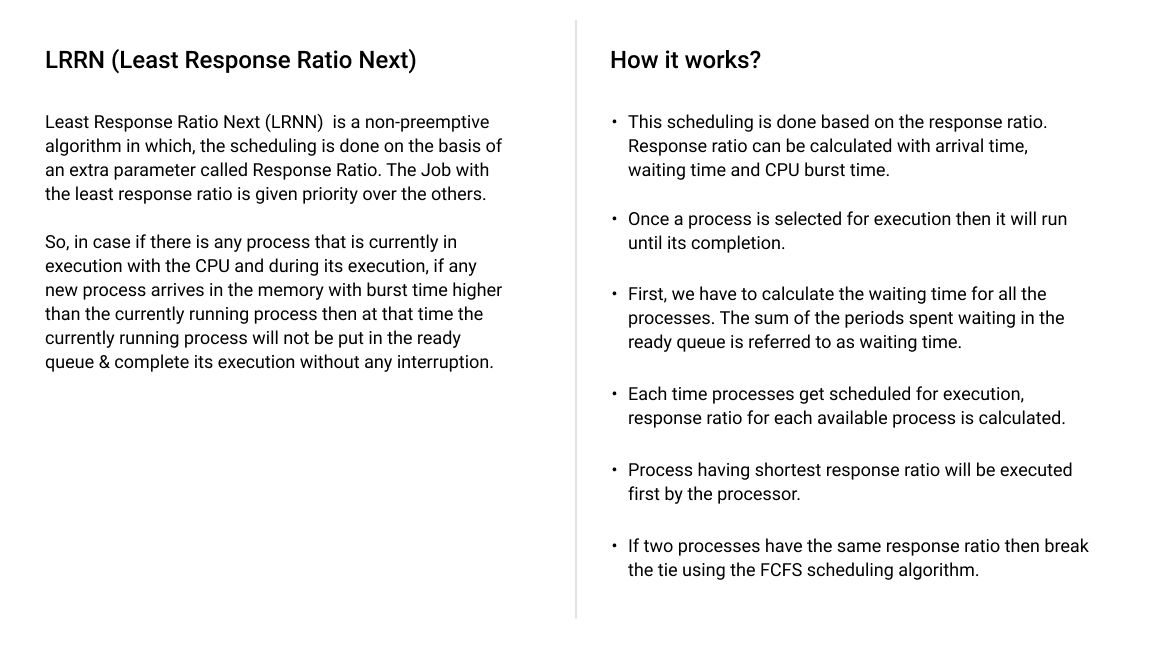 LRRN (Least Response Ratio Next)
Least Response Ratio Next (LRNN)  is a non-preemptive
algorithm in which, the scheduling is done on the basis of
an extra parameter called Response Ratio. The Job with
the least response ratio is given priority over the others.
So, in case if there is any process that is currently in
execution with the CPU and during its execution, if any
new process arrives in the memory with burst time higher
than the currently running process then at that time the
currently running process will not be put in the ready
queue & complete its execution without any interruption.
How it works?
• This scheduling is done based on the response ratio.
Response ratio can be calculated with arrival time,
waiting time and CPU burst time.
• Once a process is selected for execution then it will run
until its completion.
• First, we have to calculate the waiting time for all the
processes. The sum of the periods spent waiting in the
ready queue is referred to as waiting time.
• Each time processes get scheduled for execution,
response ratio for each available process is calculated.
• Process having shortest response ratio will be executed
first by the processor.
• If two processes have the same response ratio then break
the tie using the FCFS scheduling algorithm.